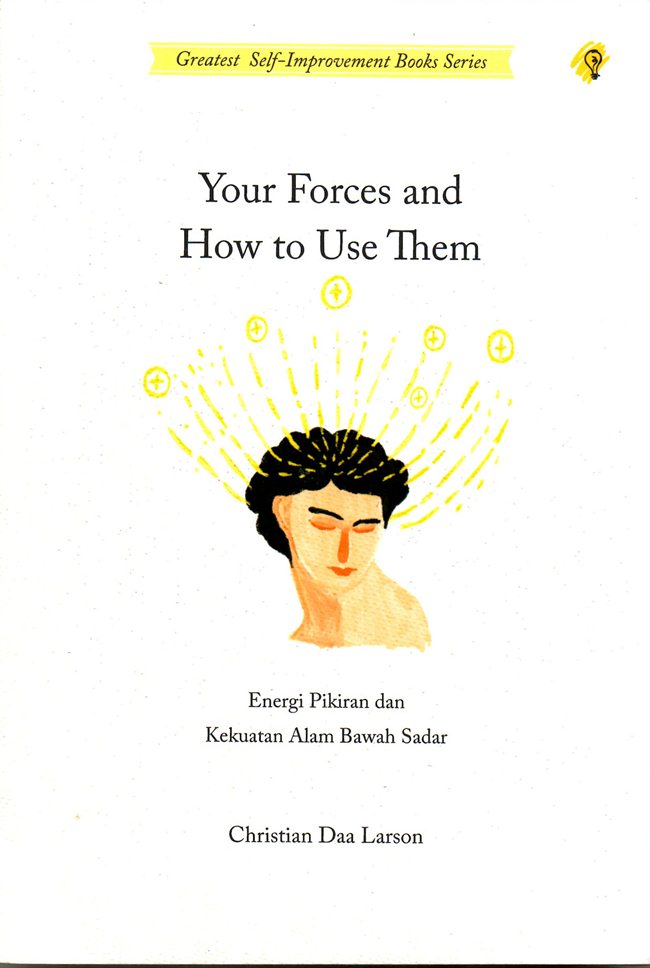 Greatest Self-Improvement Books Series
Your Forces and
How to Use Them
Energi Pikiran dan
Kekuatan Alam Bawah Sadar
Christian Daa Larson